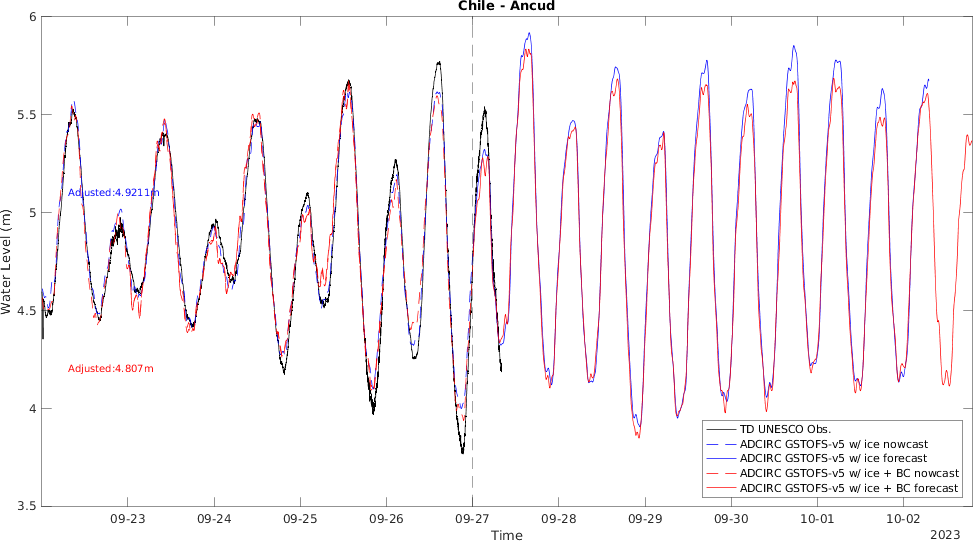 Chile - Ancud
6
5.5
5
4.5
4
3.5
Water Level (m)
Adjusted:4.9211m
Adjusted:4.807m
TD UNESCO Obs.
ADCIRC GSTOFS-v5 w/ ice nowcast
ADCIRC GSTOFS-v5 w/ ice forecast
ADCIRC GSTOFS-v5 w/ ice + BC nowcast
ADCIRC GSTOFS-v5 w/ ice + BC forecast
09-23 09-24 09-25 09-26 09-27 09-28 09-29 09-30 10-01 10-02
Time
2023